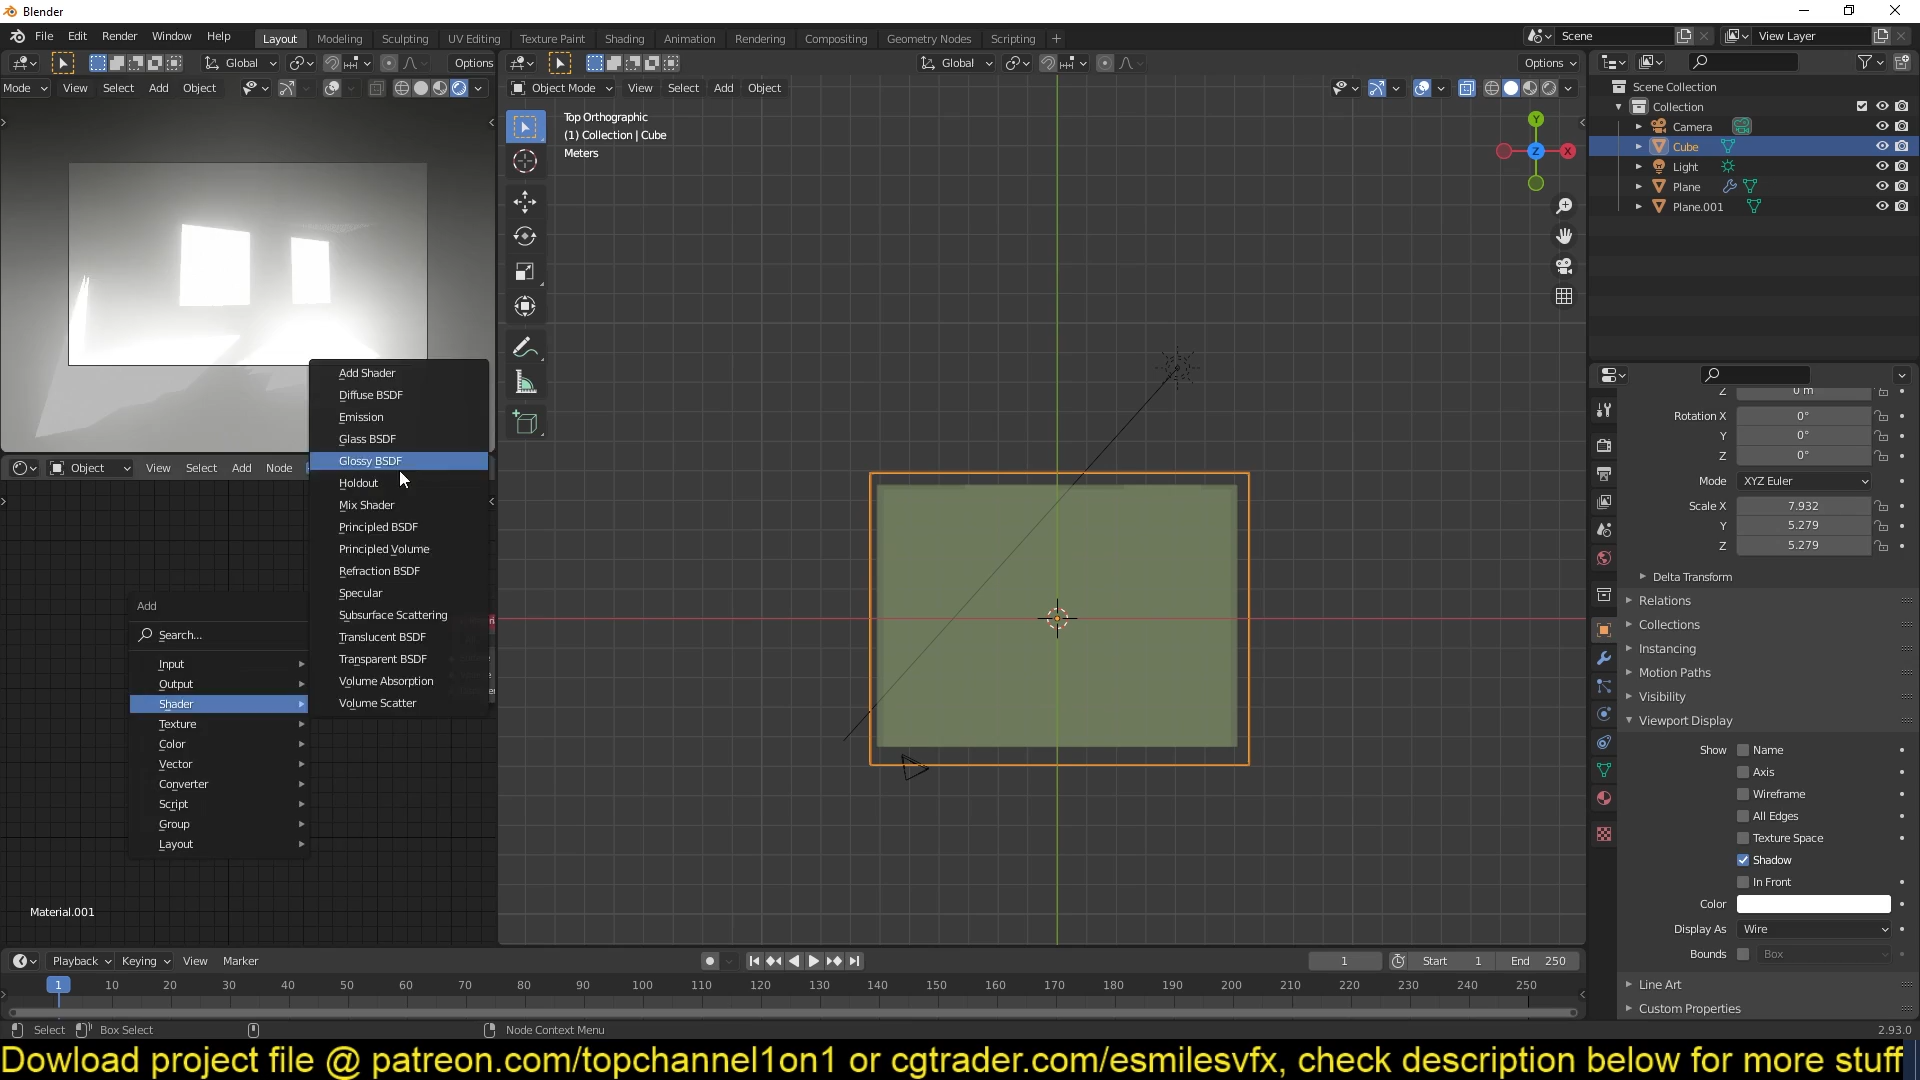 Blender
File Edit Render Window Help Layout Modeling Sculpting UV Editing Texture Paint Shading Animation Rendering Compositing Geometry Nodes Scripting + Scene View Layer
Global Options Global Options
Mode View Select Add Object Object Mode View Select Add Object
Top Orthographic
(1) Collection | Cube
Meters
Y
Z
X
Scene Collection
Collection
Camera
Cube
Light
Plane
Plane.001
Z 0 m
Rotation X 0°
Y 0°
Z 0°
Mode XYZ Euler
Scale X 7.932
Y 5.279
Z 5.279
Delta Transform
Relations
Collections
Instancing
Motion Paths
Visibility
Viewport Display
Show Name
Axis
Wireframe
All Edges
Texture Space
Shadow
In Front
Color
Display As Wire
Bounds Box
Line Art
Custom Properties
Object View Select Add Node
Add Shader
Diffuse BSDF
Emission
Glass BSDF
Glossy BSDF
Holdout
Mix Shader
Principled BSDF
Principled Volume
Refraction BSDF
Specular
Subsurface Scattering
Translucent BSDF
Transparent BSDF
Volume Absorption
Volume Scatter
Add
Search...
Input
Output
Shader
Texture
Color
Vector
Converter
Script
Group
Layout
Material.001
Playback Keying View Marker 1 Start 1 End 250
1 10 20 30 40 50 60 70 80 90 100 110 120 130 140 150 160 170 180 190 200 210 220 230 240 250
Select Box Select Node Context Menu 2.93.0
Dowload project file @ patreon.com/topchannel1on1 or cgtrader.com/esmilesvfx, check description below for more stuff